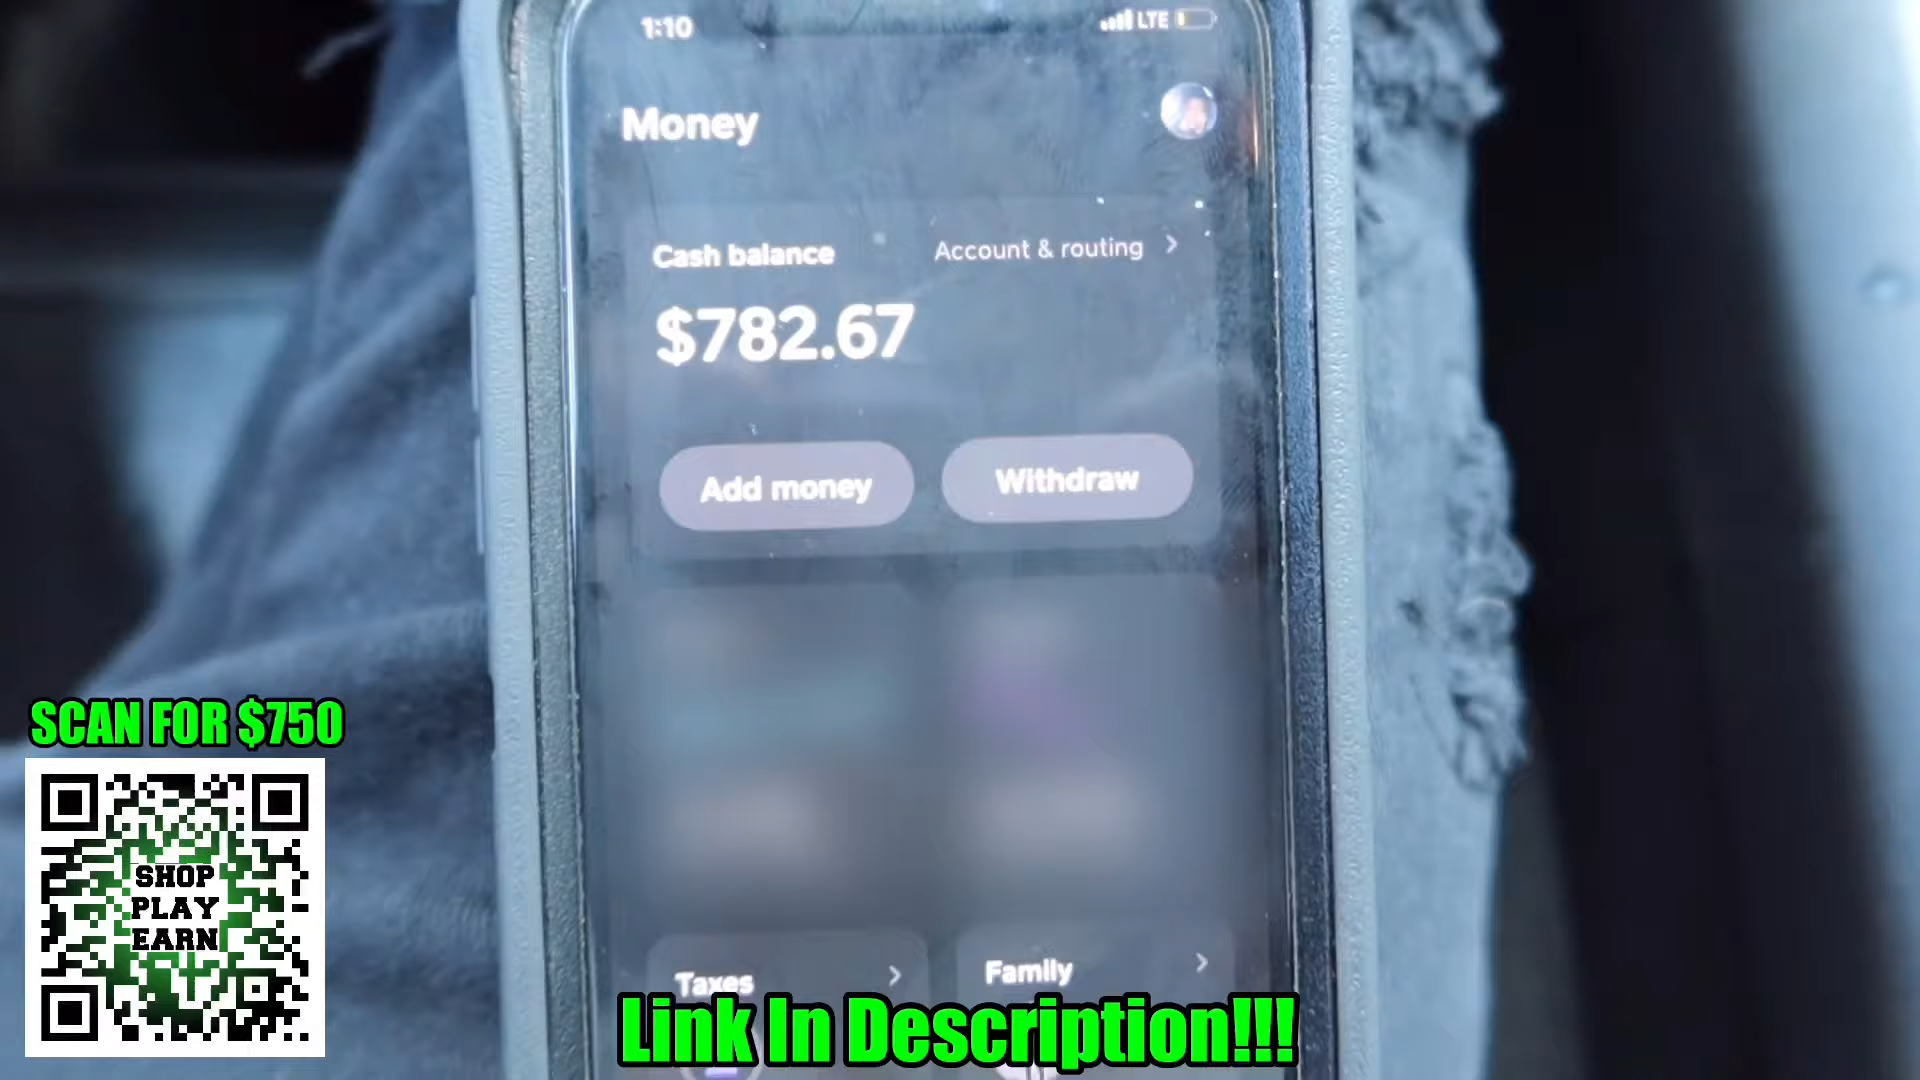 1:10
LTE
Money
Cash balance
Account & routing >
$782.67
Add money
Withdraw
SCAN FOR $750
SHOP
PLAY
EARN
Taxes >
Family >
Link In Description!!!